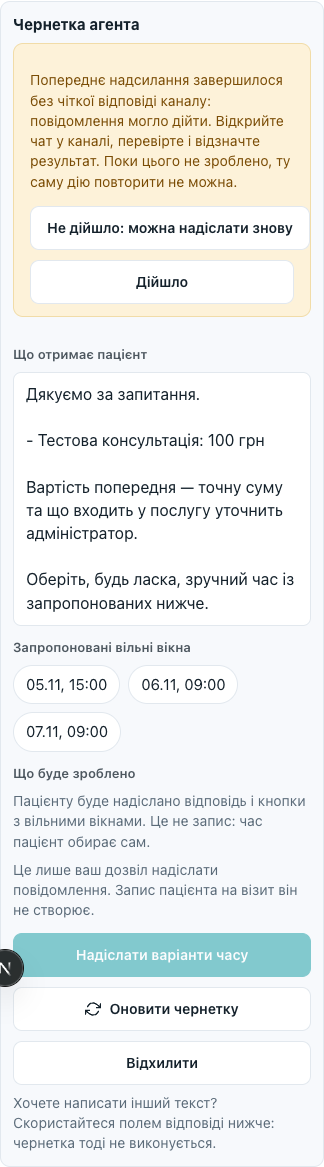 Чернетка агента
Попереднє надсилання завершилося
без чіткої відповіді каналу:
повідомлення могло дійти. Відкрийте
чат у каналі, перевірте і відзначте
результат. Поки цього не зроблено, ту
саму дію повторити не можна.
Не дійшло: можна надіслати знову
Дійшло
Що отримає пацієнт
Дякуємо за запитання.
- Тестова консультація: 100 грн
Вартість попередня — точну суму
та що входить у послугу уточнить
адміністратор.
Оберіть, будь ласка, зручний час із
запропонованих нижче.
Запропоновані вільні вікна
05.11, 15:00
06.11, 09:00
07.11, 09:00
Що буде зроблено
Пацієнту буде надіслано відповідь і кнопки
з вільними вікнами. Це не запис: час
пацієнт обирає сам.
Це лише ваш дозвіл надіслати
повідомлення. Запис пацієнта на візит він
не створює.
Надіслати варіанти часу
N
Оновити чернетку
Відхилити
Хочете написати інший текст?
Скористайтеся полем відповіді нижче:
чернетка тоді не виконується.